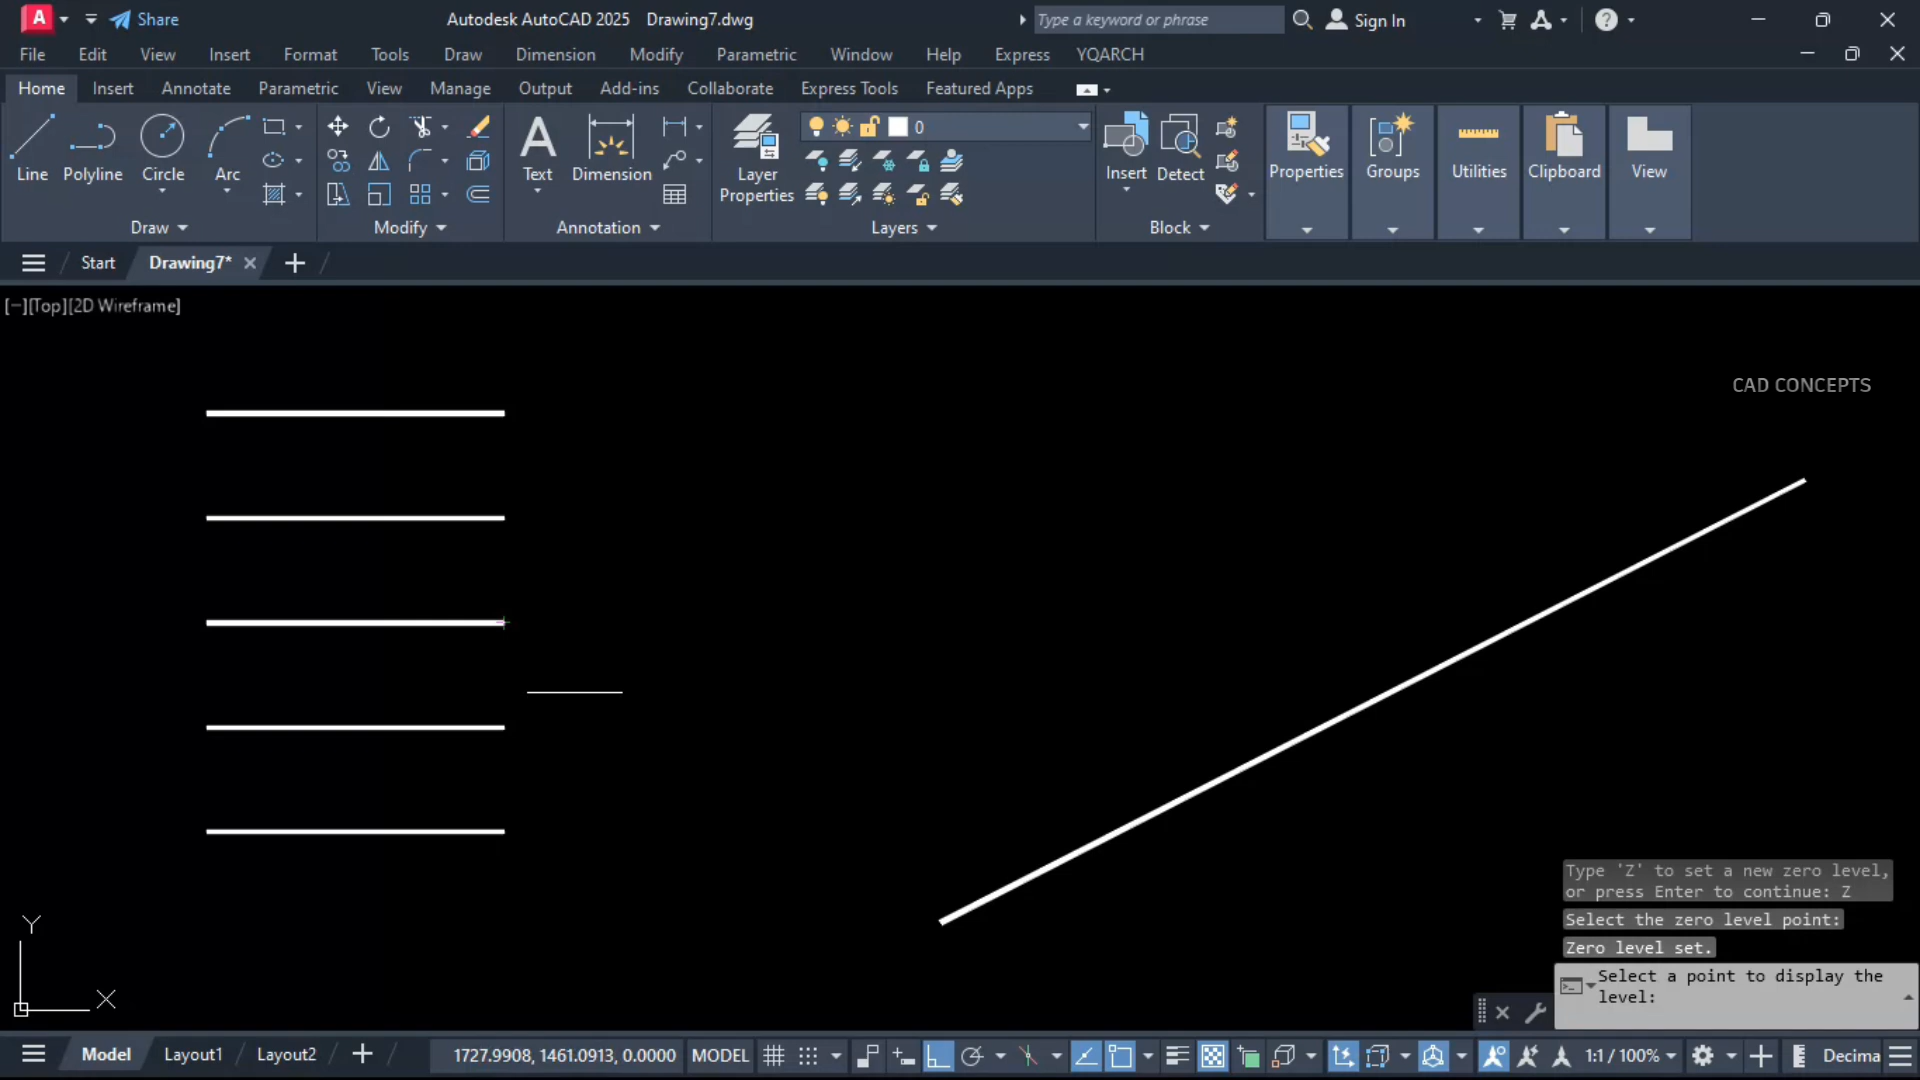 A Share Autodesk AutoCAD 2025 Drawing7.dwg Type a keyword or phrase Sign In ?
File Edit View Insert Format Tools Draw Dimension Modify Parametric Window Help Express YQARCH
Home Insert Annotate Parametric View Manage Output Add-ins Collaborate Express Tools Featured Apps
0
Line Polyline Circle Arc
Text Dimension
Layer
Properties
Insert Detect
Properties Groups Utilities Clipboard View
Draw Modify Annotation Layers Block
Start Drawing7*
[−][Top][2D Wireframe]
CAD CONCEPTS
Type 'Z' to set a new zero level,
or press Enter to continue: Z
Select the zero level point:
Zero level set.
Select a point to display the
level:
Y
X
Model Layout1 Layout2 1727.9908, 1461.0913, 0.0000 MODEL 1:1 / 100% Decima